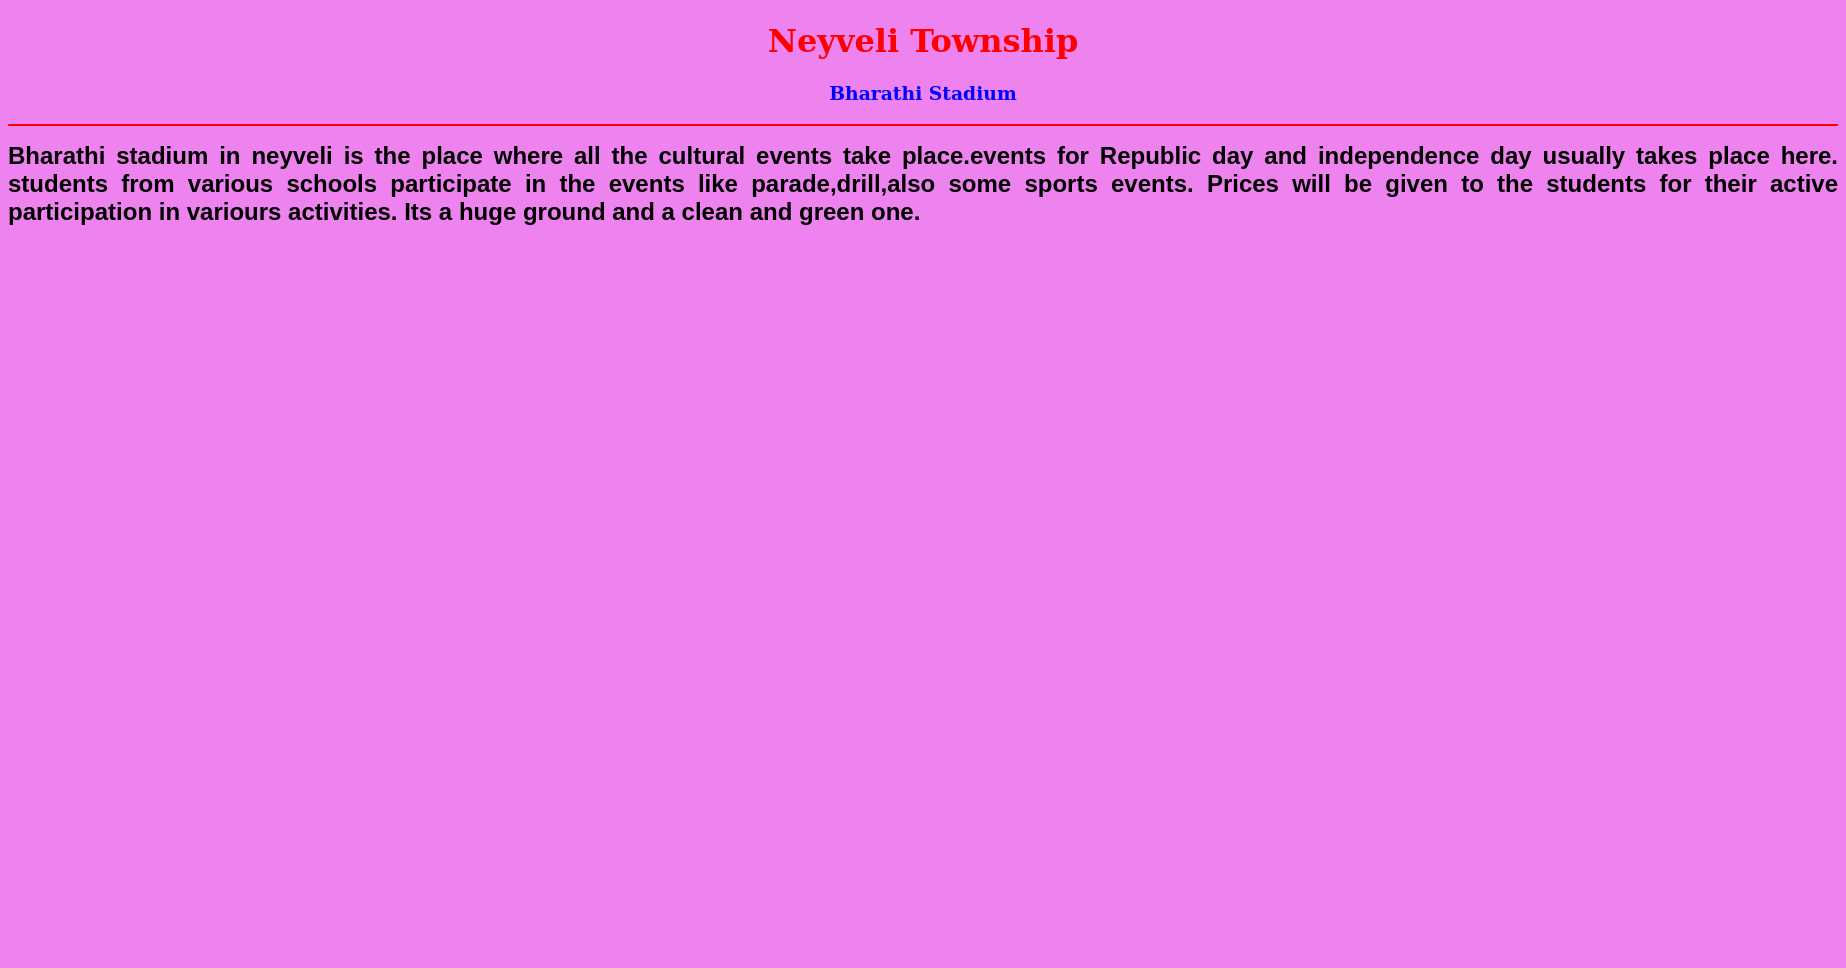 Neyveli Township
Bharathi Stadium
Bharathi stadium in neyveli is the place where all the cultural events take place.events for Republic day and independence day usually takes place here.
students from various schools participate in the events like parade,drill,also some sports events. Prices will be given to the students for their active
participation in variours activities. Its a huge ground and a clean and green one.